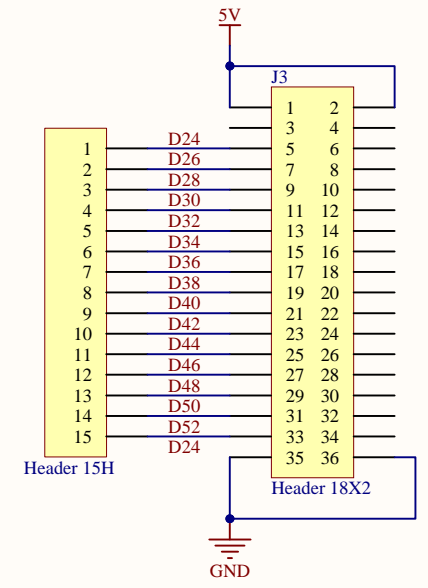 5V
J3
1 2
3 4
D24
1 5 6
D26
2 7 8
D28
3 9 10
D30
4 11 12
D32
5 13 14
D34
6 15 16
D36
7 17 18
D38
8 19 20
D40
9 21 22
D42
10 23 24
D44
11 25 26
D46
12 27 28
D48
13 29 30
D50
14 31 32
D52
15 33 34
D24
35 36
Header 15H
Header 18X2
GND